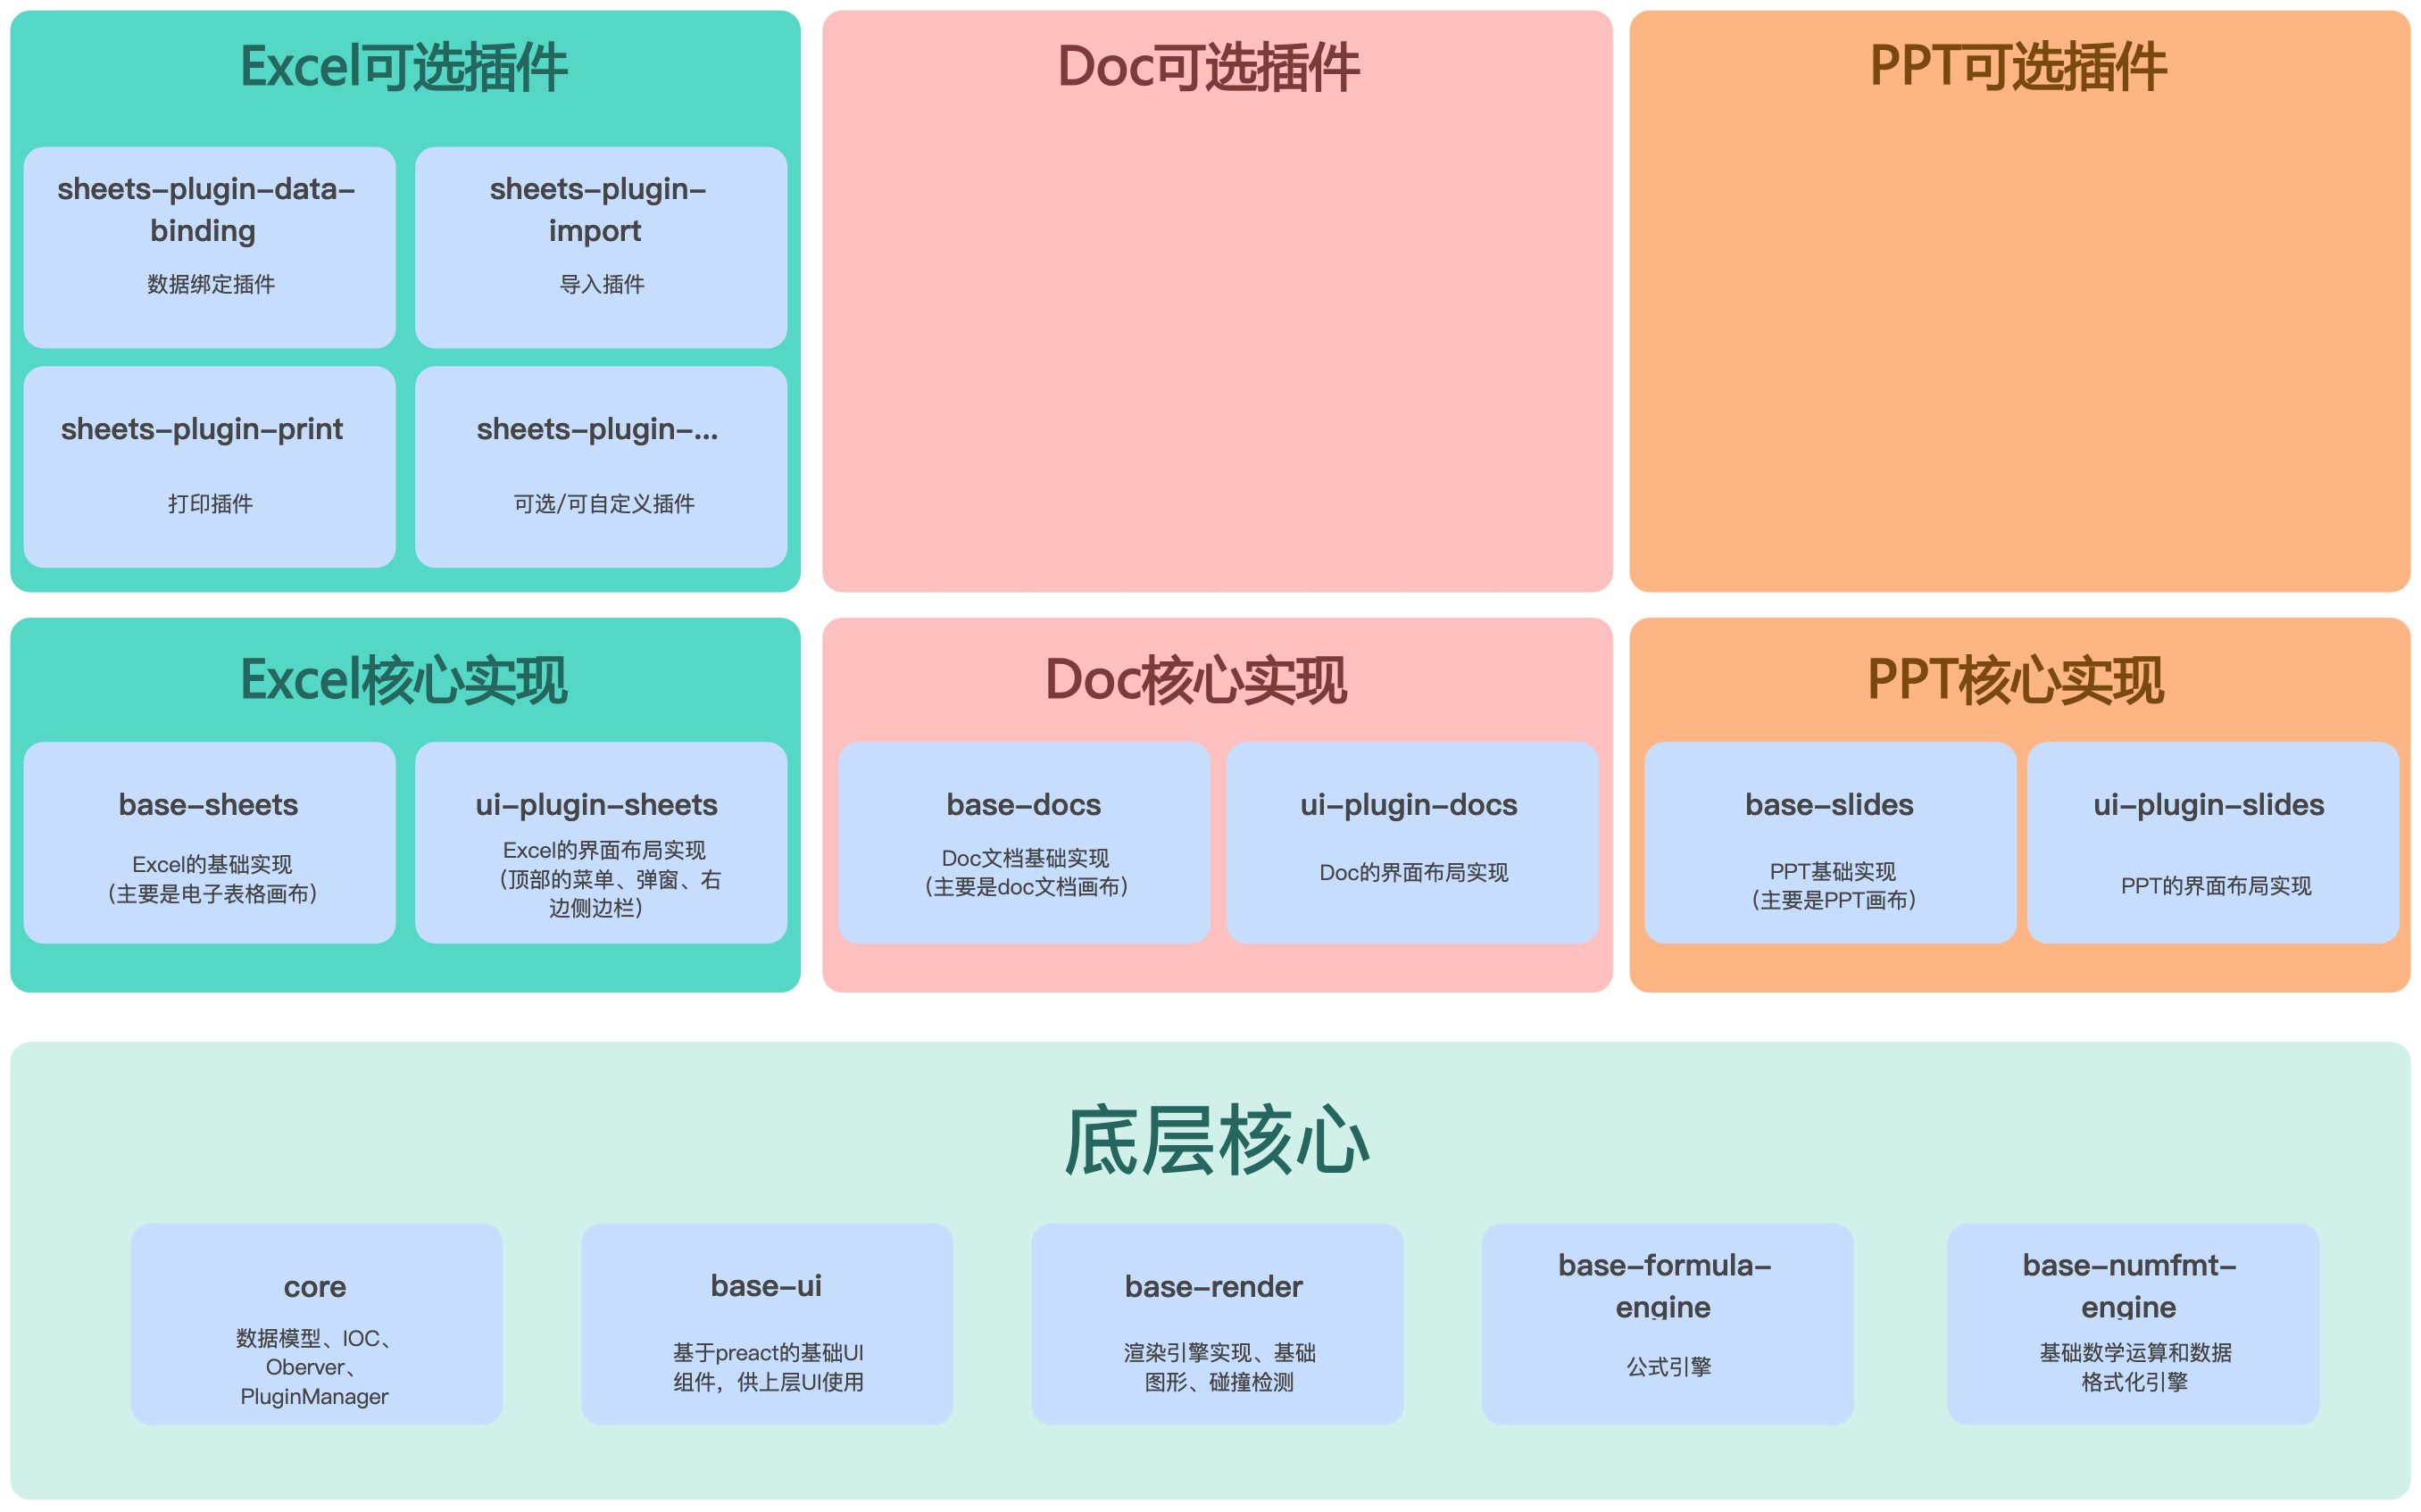 Excel可选插件
sheets-plugin-data-
binding
数据绑定插件
sheets-plugin-
import
导入插件
sheets-plugin-print
打印插件
sheets-plugin-...
可选/可自定义插件
Doc可选插件
PPT可选插件
Excel核心实现
base-sheets
Excel的基础实现
（主要是电子表格画布）
ui-plugin-sheets
Excel的界面布局实现
（顶部的菜单、弹窗、右
边侧边栏）
Doc核心实现
base-docs
Doc文档基础实现
（主要是doc文档画布）
ui-plugin-docs
Doc的界面布局实现
PPT核心实现
base-slides
PPT基础实现
（主要是PPT画布）
ui-plugin-slides
PPT的界面布局实现
底层核心
core
数据模型、IOC、
Oberver、
PluginManager
base-ui
基于preact的基础UI
组件，供上层UI使用
base-render
渲染引擎实现、基础
图形、碰撞检测
base-formula-
engine
公式引擎
base-numfmt-
engine
基础数学运算和数据
格式化引擎